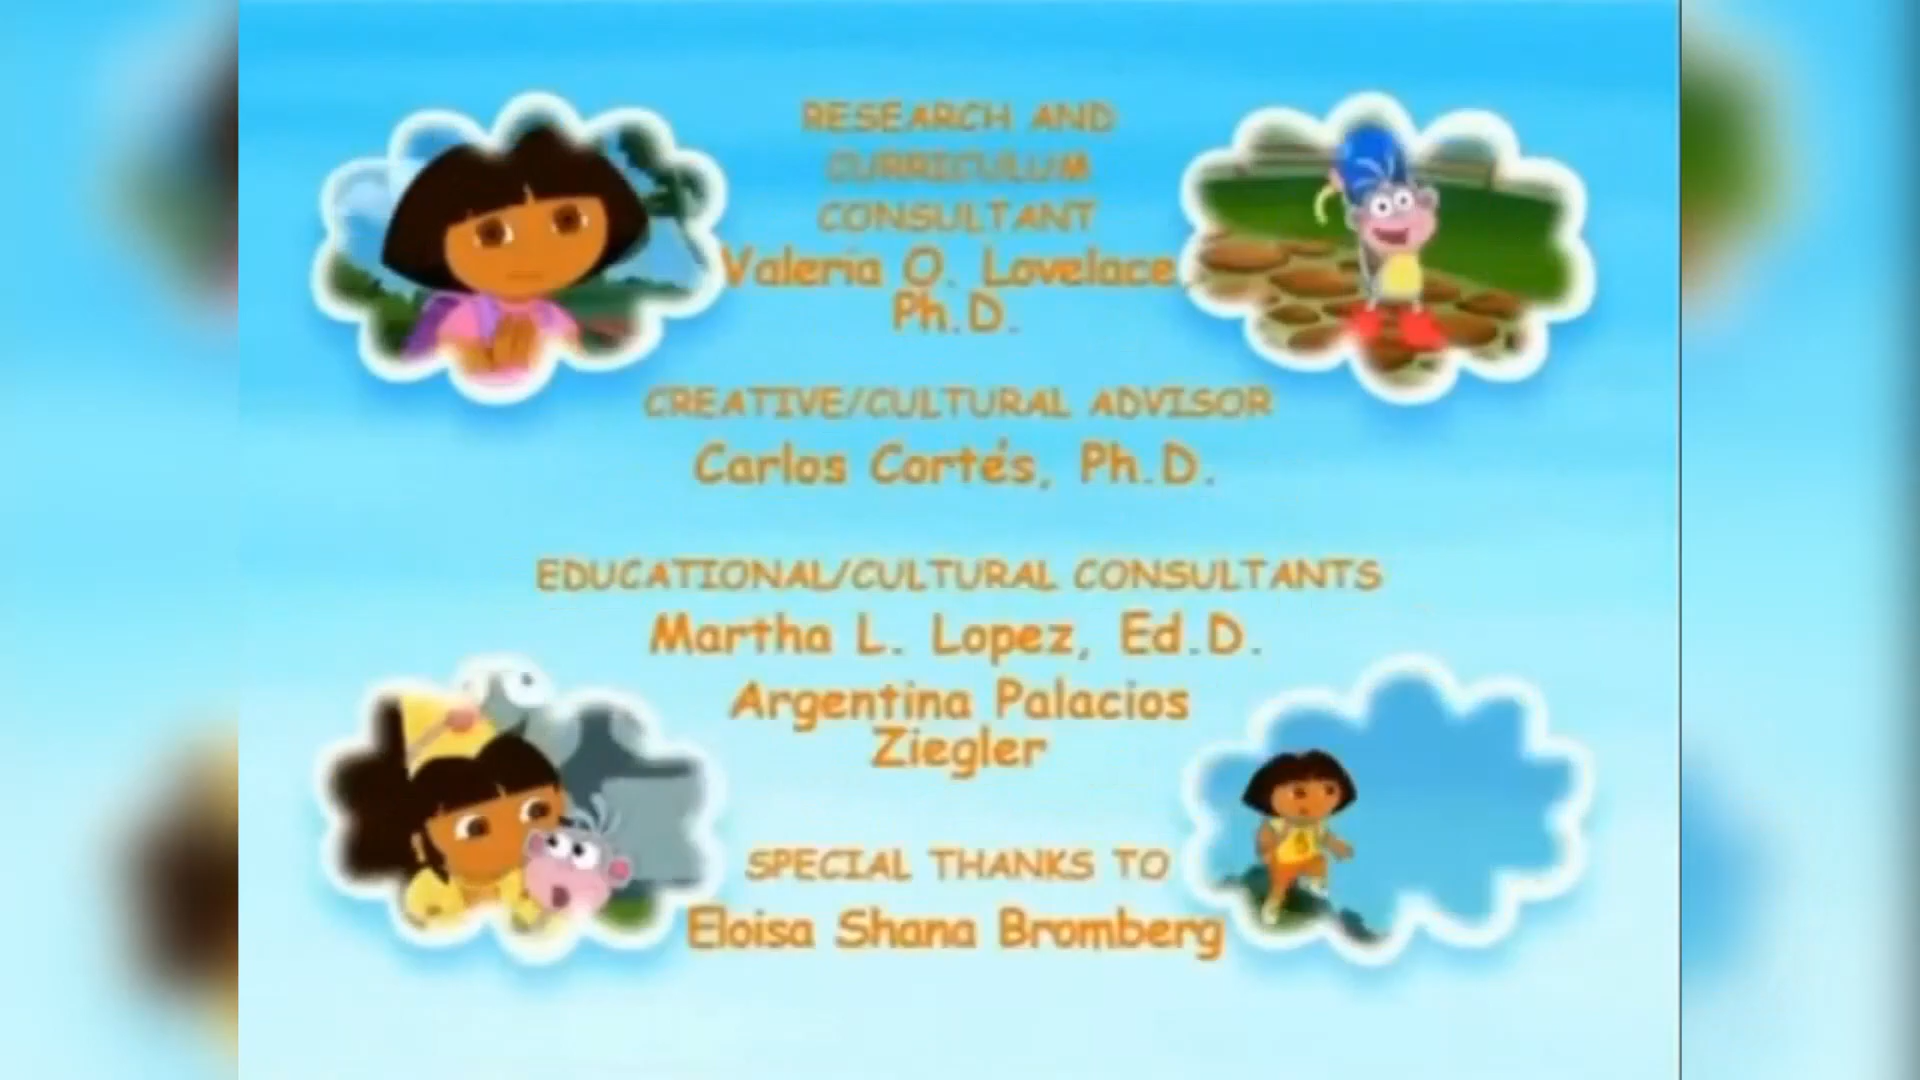 RESEARCH AND
CURRICULUM
CONSULTANT
Valeria O. Lovelace,
Ph.D.
CREATIVE/CULTURAL ADVISOR
Carlos Cortés, Ph.D.
EDUCATIONAL/CULTURAL CONSULTANTS
Martha L. Lopez, Ed.D.
Argentina Palacios
Ziegler
SPECIAL THANKS TO
Eloisa Shana Bromberg